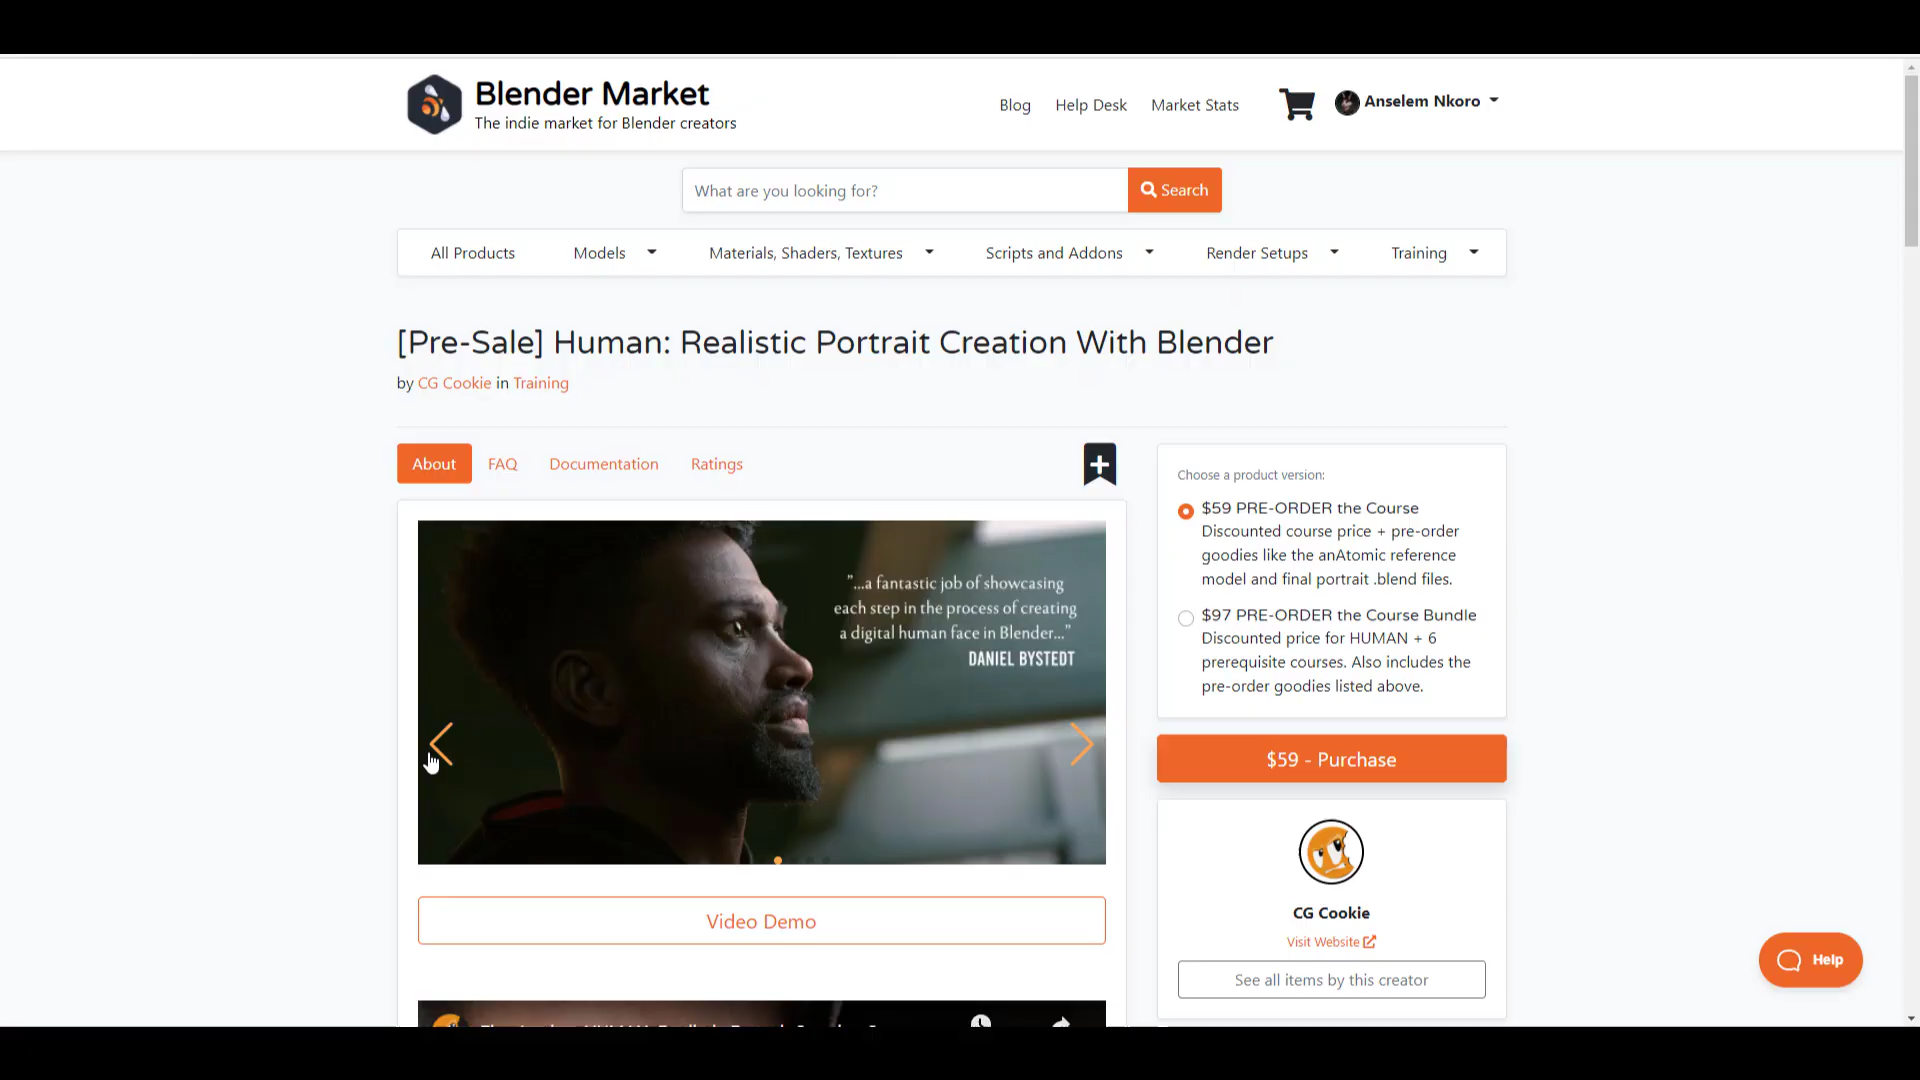 Blender Market
The indie market for Blender creators
Blog
Help Desk
Market Stats
Anselem Nkoro
What are you looking for?
Search
All Products
Models
Materials, Shaders, Textures
Scripts and Addons
Render Setups
Training
[Pre-Sale] Human: Realistic Portrait Creation With Blender
by CG Cookie in Training
About
FAQ
Documentation
Ratings
"...a fantastic job of showcasing
each step in the process of creating
a digital human face in Blender..."
DANIEL BYSTEDT
Video Demo
Choose a product version:
$59 PRE-ORDER the Course
Discounted course price + pre-order
goodies like the anAtomic reference
model and final portrait .blend files.
$97 PRE-ORDER the Course Bundle
Discounted price for HUMAN + 6
prerequisite courses. Also includes the
pre-order goodies listed above.
$59 - Purchase
CG Cookie
Visit Website
See all items by this creator
Help